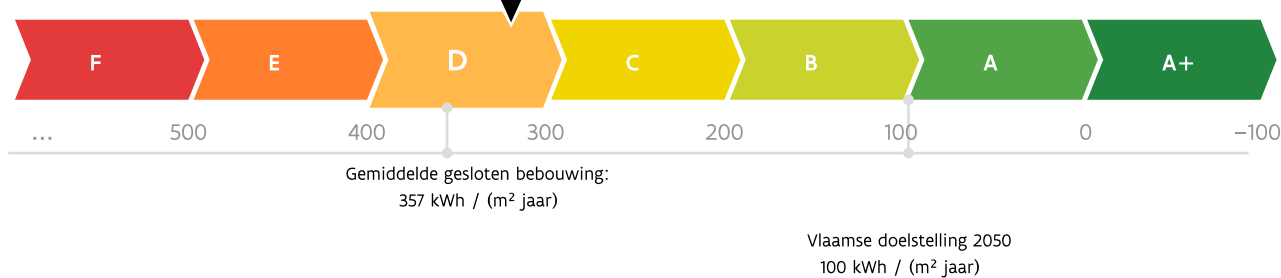 F E D C B A A+
... 500 400 300 200 100 0 −100
Gemiddelde gesloten bebouwing:
357 kWh / (m² jaar)
Vlaamse doelstelling 2050
100 kWh / (m² jaar)